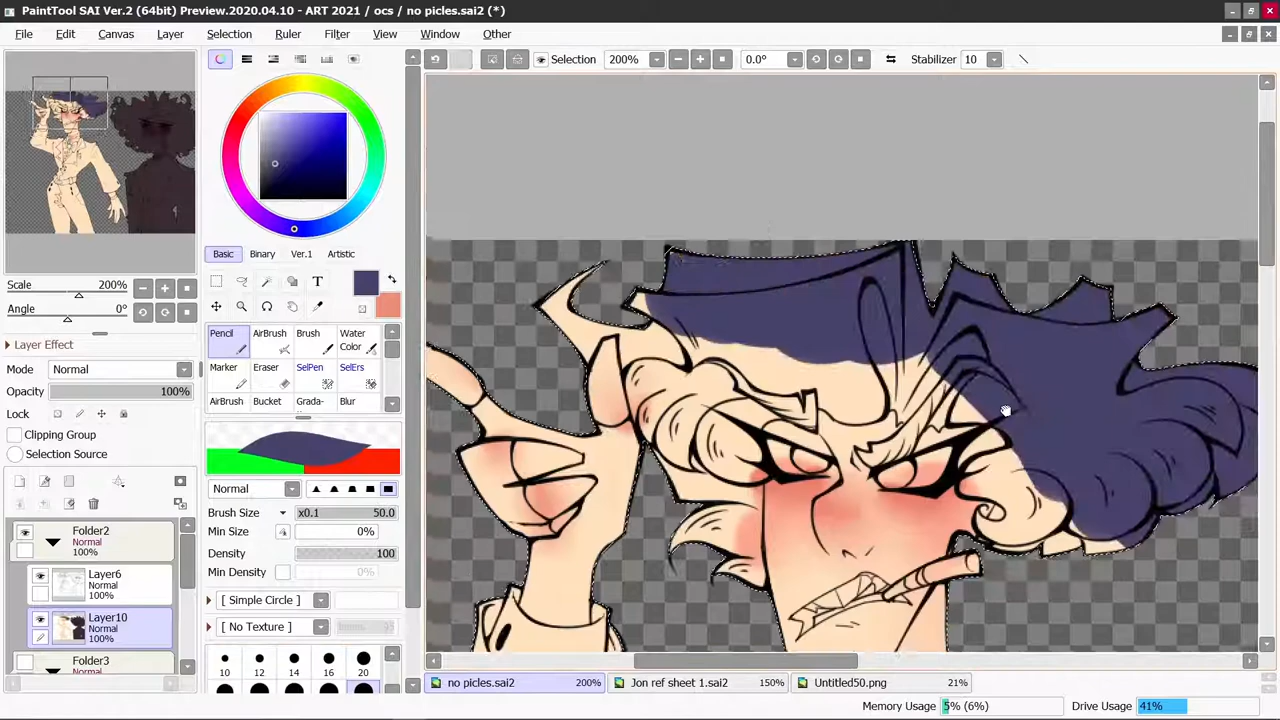 PaintTool SAI Ver.2 (64bit) Preview.2020.04.10 - ART 2021 / ocs / no picles.sai2 (*)
File Edit Canvas Layer Selection Ruler Filter View Window Other
Selection 200% 0.0° Stabilizer 10
Basic Binary Ver.1 Artistic
T
Scale 200%
Angle 0°
Layer Effect
Mode Normal
Opacity 100%
Lock
Clipping Group
Selection Source
Pencil AirBrush Brush Water Color
Marker Eraser SelPen SelErs
AirBrush Bucket Grada- Blur
Normal
Brush Size x0.1 50.0
Min Size 0%
Density 100
Min Density 0%
[ Simple Circle ]
[ No Texture ]
10 12 14 16 20
Folder2
Normal
100%
Layer6
Normal
100%
Layer10
Normal
100%
Folder3
Normal
no picles.sai2 200% Jon ref sheet 1.sai2 150% Untitled50.png 21%
Memory Usage 5% (6%) Drive Usage 41%